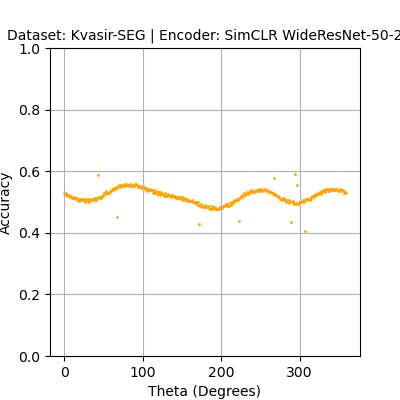 Dataset: Kvasir-SEG | Encoder: SimCLR WideResNet-50-2
1.0
0.8
0.6
0.4
0.2
0.0
Accuracy
0 100 200 300
Theta (Degrees)